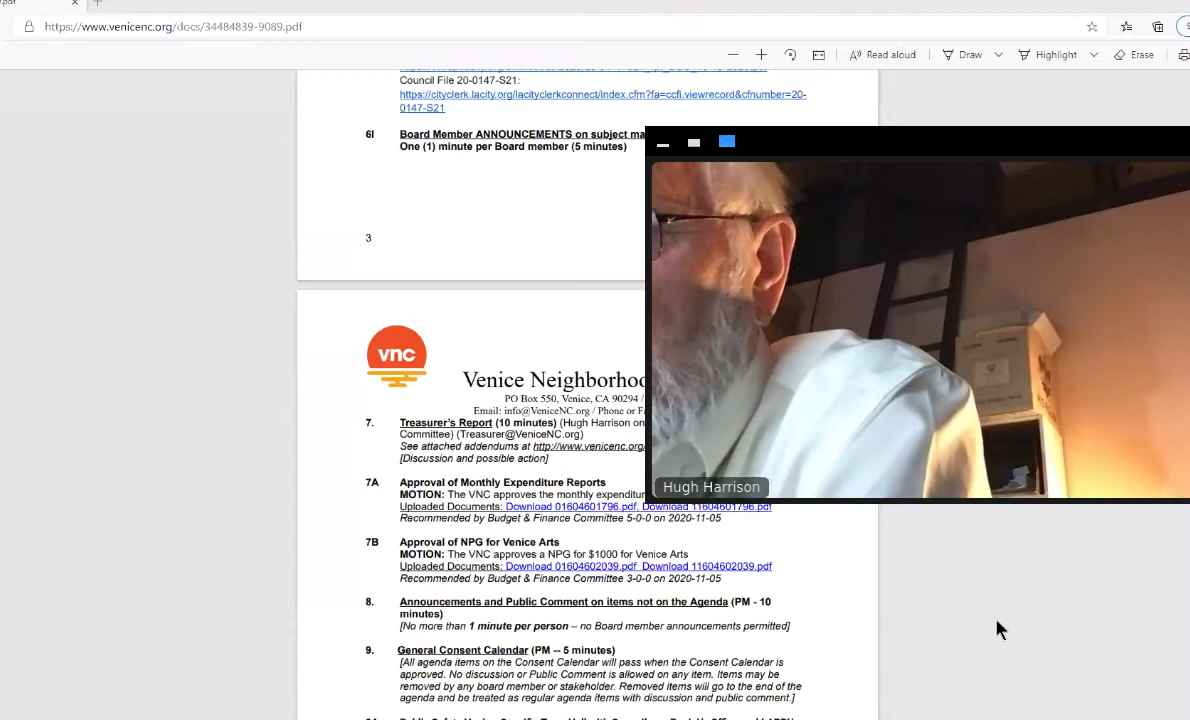 .pdf
https://www.venicenc.org/docs/34484839-9089.pdf
Read aloud
Draw
Highlight
Erase
Council File 20-0147-S21:
https://cityclerk.lacity.org/lacityclerkconnect/index.cfm?fa=ccfi.viewrecord&cfnumber=20-
0147-S21
6I Board Member ANNOUNCEMENTS on subject
One (1) minute per Board member (5 minutes)
3
vnc
Venice
PO Box 550, Venice, CA 90294 /
Email: info@VeniceNC.org / Phone or
7. Treasurer's Report (10 minutes) (Hugh Harrison on
Committee) (Treasurer@VeniceNC.org)
See attached addendums at http://www.venicenc.org
[Discussion and possible action]
7A Approval of Monthly Expenditure Reports
MOTION: The VNC approves the monthly
Uploaded Documents: Download 01604601796.pdf, Download 11604601796.pdf
Recommended by Budget & Finance Committee 5-0-0 on 2020-11-05
7B Approval of NPG for Venice Arts
MOTION: The VNC approves a NPG for $1000 for Venice Arts
Uploaded Documents: Download 01604602039.pdf Download 11604602039.pdf
Recommended by Budget & Finance Committee 3-0-0 on 2020-11-05
8. Announcements and Public Comment on items not on the Agenda (PM - 10
minutes)
[No more than 1 minute per person – no Board member announcements permitted]
9. General Consent Calendar (PM -- 5 minutes)
[All agenda items on the Consent Calendar will pass when the Consent Calendar is
approved. No discussion or Public Comment is allowed on any item. Items may be
removed by any board member or stakeholder. Removed items will go to the end of the
agenda and be treated as regular agenda items with discussion and public comment.]
Hugh Harrison